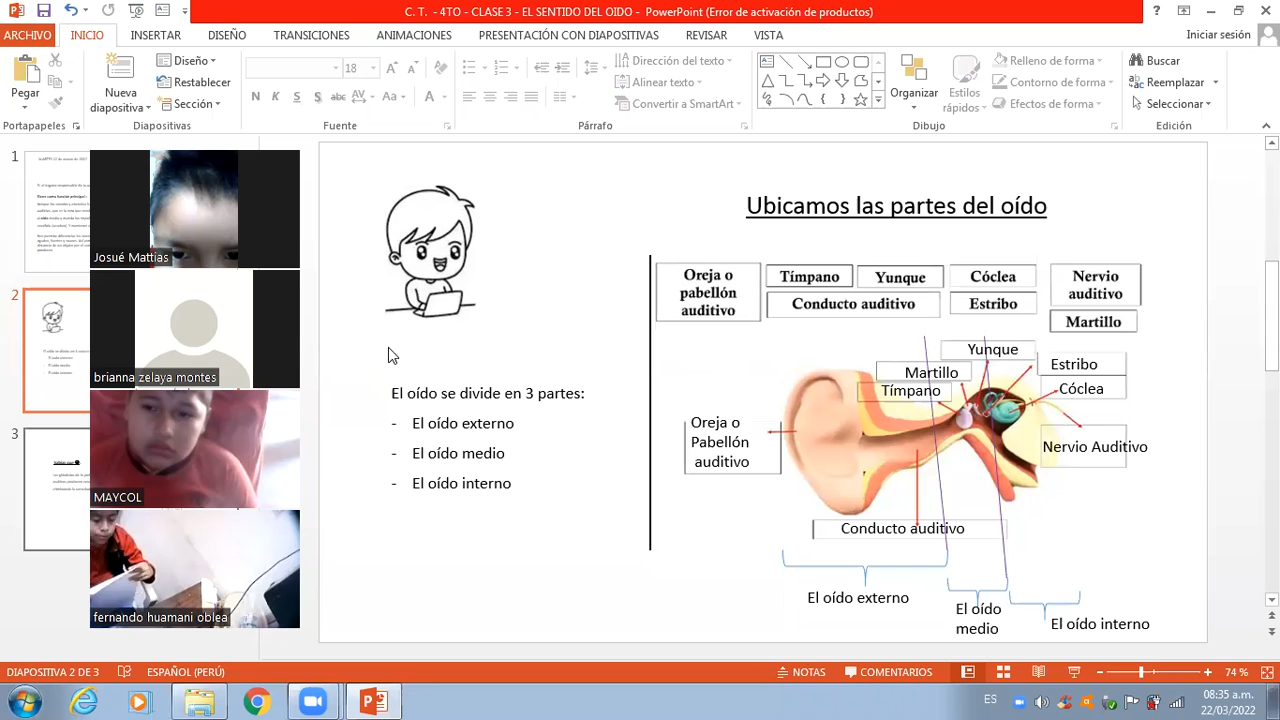 C. T. - 4TO - CLASE 3 - EL SENTIDO DEL OIDO - PowerPoint (Error de activación de productos)
ARCHIVO INICIO INSERTAR DISEÑO TRANSICIONES ANIMACIONES PRESENTACIÓN CON DIAPOSITIVAS REVISAR VISTA Iniciar sesión
Pegar
Nueva diapositiva
Diseño
Restablecer
Sección
18
N K S S abc AV Aa A
Dirección del texto
Alinear texto
Convertir a SmartArt
Organizar
Estilos rápidos
Relleno de forma
Contorno de forma
Efectos de forma
Buscar
Reemplazar
Seleccionar
Portapapeles Diapositivas Fuente Párrafo Dibujo Edición
1
2
3
Josué Mattias
brianna zelaya montes
MAYCOL
fernando huamani oblea
Ubicamos las partes del oído
Oreja o
pabellón
auditivo
Tímpano
Yunque
Cóclea
Nervio
auditivo
Conducto auditivo
Estribo
Martillo
El oído se divide en 3 partes:
- El oído externo
- El oído medio
- El oído interno
Yunque
Martillo
Estribo
Tímpano
Cóclea
Oreja o
Pabellón
auditivo
Nervio Auditivo
Conducto auditivo
El oído externo
El oído
medio
El oído interno
DIAPOSITIVA 2 DE 3 ESPAÑOL (PERÚ) NOTAS COMENTARIOS 74 %
ES
08:35 a.m.
22/03/2022